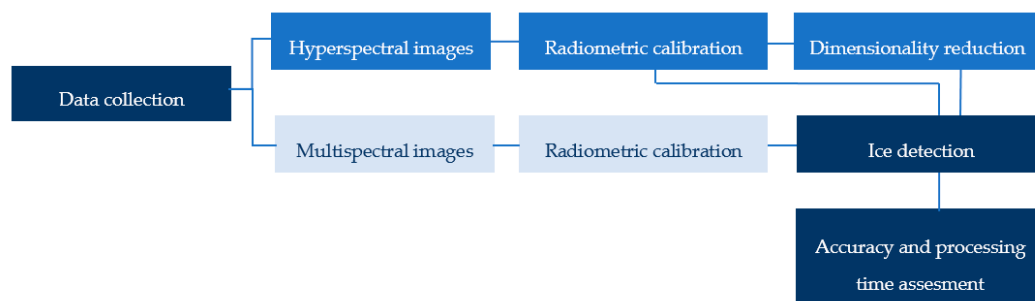 Hyperspectral images
Radiometric calibration
Dimensionality reduction
Data collection
Multispectral images
Radiometric calibration
Ice detection
Accuracy and processing
time assesment